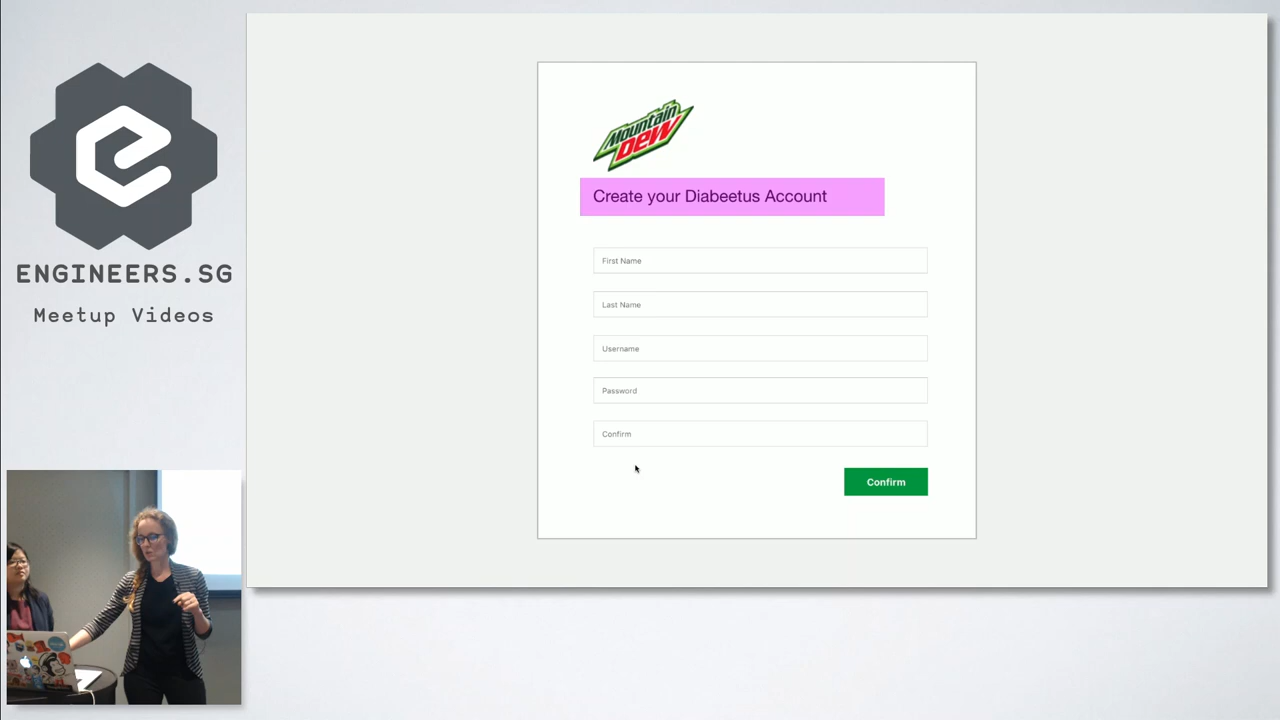 ENGINEERS.SG
Meetup Videos
Mountain
DEW
Create your Diabeetus Account
First Name
Last Name
Username
Password
Confirm
Confirm